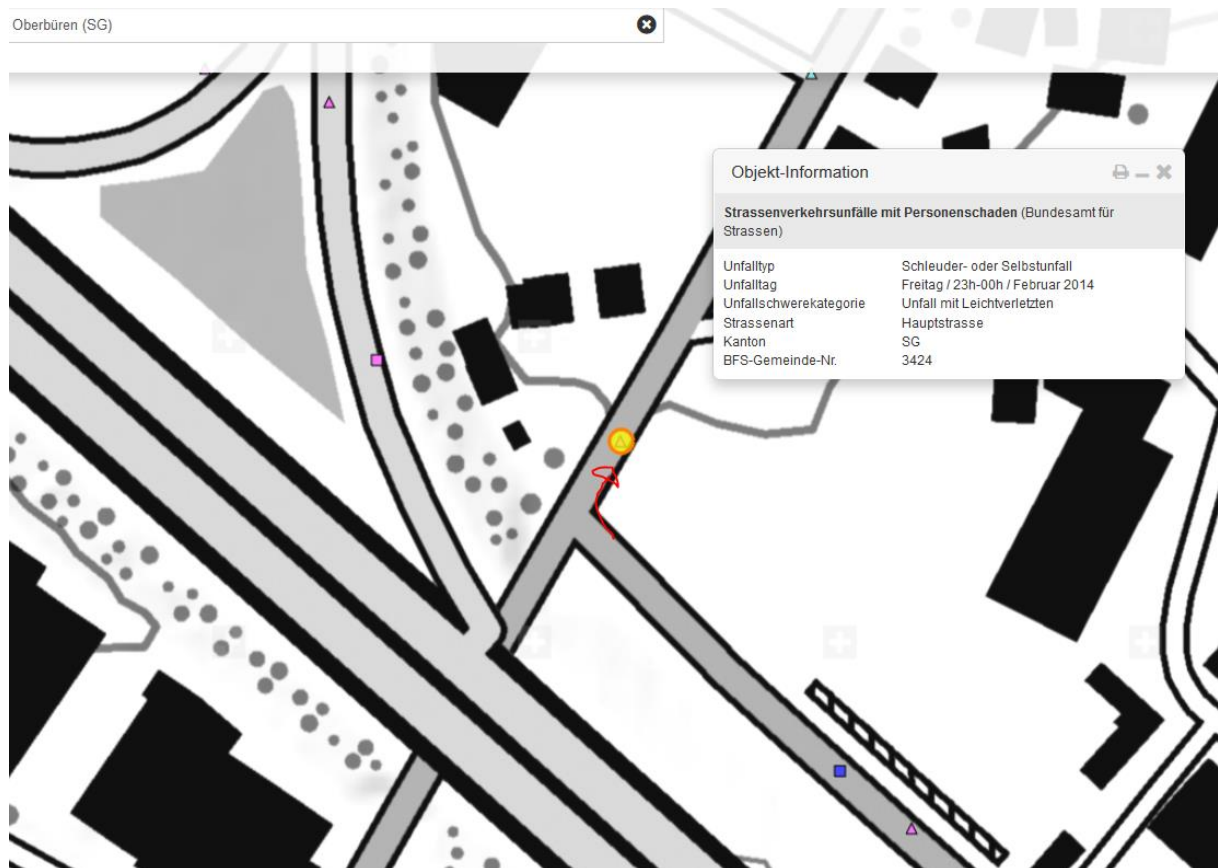 Oberbüren (SG)
Objekt-Information
Strassenverkehrsunfälle mit Personenschaden (Bundesamt für
Strassen)
Unfalltyp Schleuder- oder Selbstunfall
Unfalltag Freitag / 23h-00h / Februar 2014
Unfallschwerekategorie Unfall mit Leichtverletzten
Strassenart Hauptstrasse
Kanton SG
BFS-Gemeinde-Nr. 3424